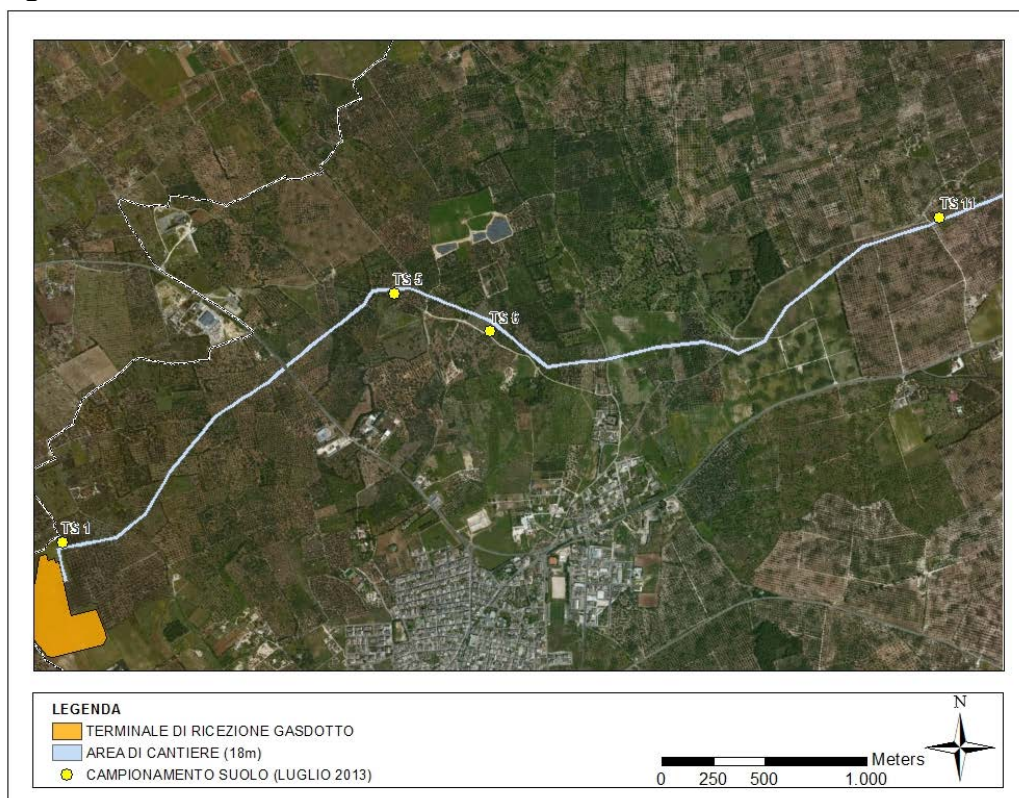 TS 11
TS 5
TS 6
TS 1
LEGENDA
TERMINALE DI RICEZIONE GASDOTTO
AREA DI CANTIERE (18m)
CAMPIONAMENTO SUOLO (LUGLIO 2013)
N
Meters
0 250 500 1.000